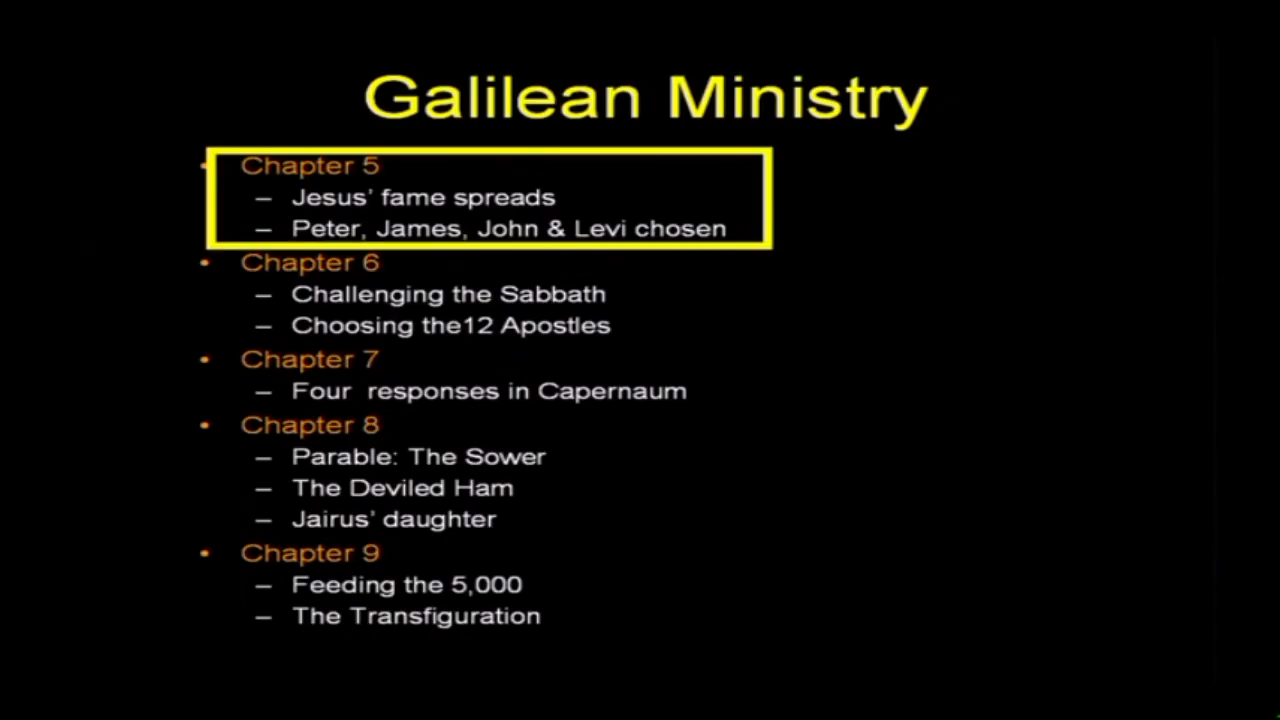 Galilean Ministry
• Chapter 5
– Jesus' fame spreads
– Peter, James, John & Levi chosen
• Chapter 6
– Challenging the Sabbath
– Choosing the12 Apostles
• Chapter 7
– Four  responses in Capernaum
• Chapter 8
– Parable: The Sower
– The Deviled Ham
– Jairus' daughter
• Chapter 9
– Feeding the 5,000
– The Transfiguration